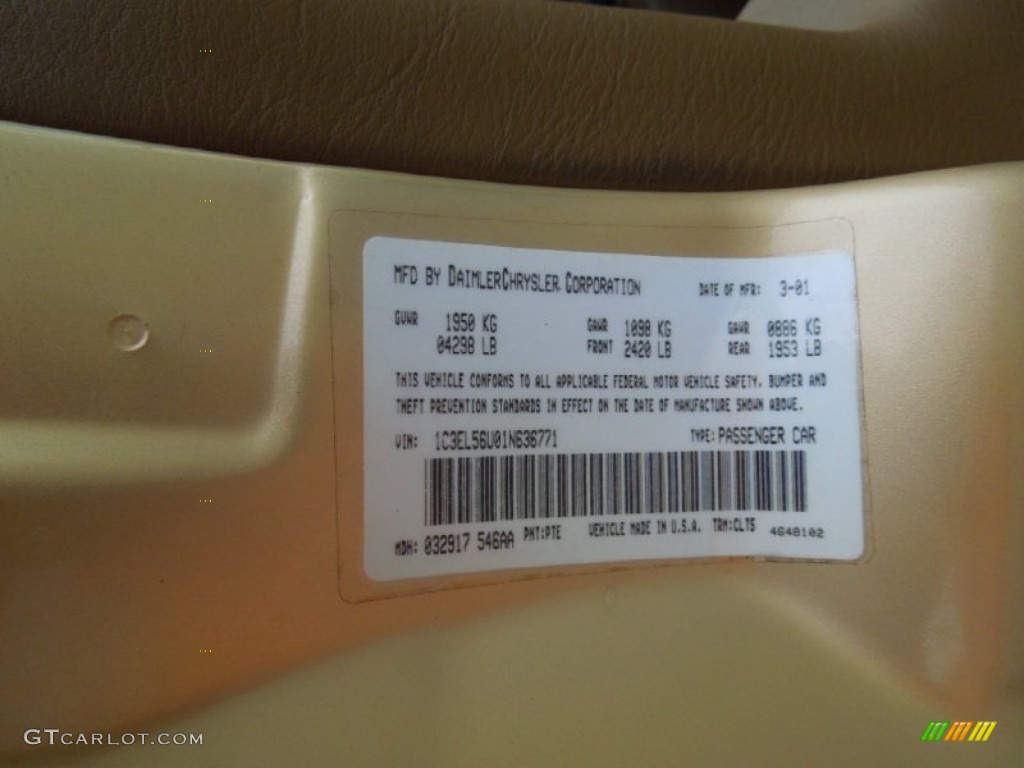 MFD BY DAIMLERCHRYSLER CORPORATION DATE OF MFR: 3-01
GVWR 1950 KG GAWR 1098 KG GAWR 0886 KG
04298 LB FRONT 2420 LB REAR 1953 LB
THIS VEHICLE CONFORMS TO ALL APPLICABLE FEDERAL MOTOR VEHICLE SAFETY, BUMPER AND
THEFT PREVENTION STANDARDS IN EFFECT ON THE DATE OF MANUFACTURE SHOWN ABOVE.
VIN: 1C3EL56U01N636771 TYPE: PASSENGER CAR
MDH: 032917 546AA PNT:PTE VEHICLE MADE IN U.S.A. TRM:CLT5 4648102
GTCARLOT.COM